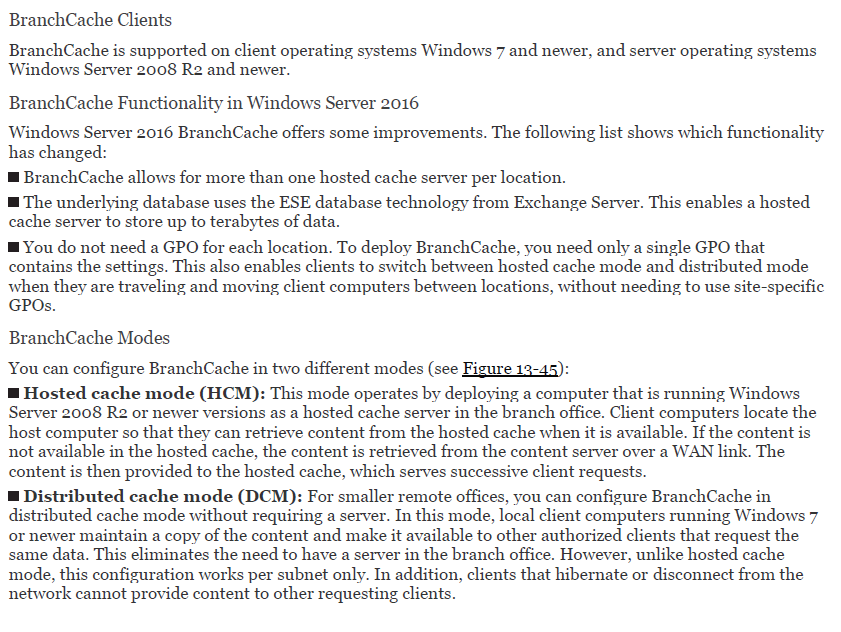 BranchCache Clients
BranchCache is supported on client operating systems Windows 7 and newer, and server operating systems
Windows Server 2008 R2 and newer.
BranchCache Functionality in Windows Server 2016
Windows Server 2016 BranchCache offers some improvements. The following list shows which functionality
has changed:
■ BranchCache allows for more than one hosted cache server per location.
■ The underlying database uses the ESE database technology from Exchange Server. This enables a hosted
cache server to store up to terabytes of data.
■ You do not need a GPO for each location. To deploy BranchCache, you need only a single GPO that
contains the settings. This also enables clients to switch between hosted cache mode and distributed mode
when they are traveling and moving client computers between locations, without needing to use site-specific
GPOs.
BranchCache Modes
You can configure BranchCache in two different modes (see Figure 13-45):
■ Hosted cache mode (HCM): This mode operates by deploying a computer that is running Windows
Server 2008 R2 or newer versions as a hosted cache server in the branch office. Client computers locate the
host computer so that they can retrieve content from the hosted cache when it is available. If the content is
not available in the hosted cache, the content is retrieved from the content server over a WAN link. The
content is then provided to the hosted cache, which serves successive client requests.
■ Distributed cache mode (DCM): For smaller remote offices, you can configure BranchCache in
distributed cache mode without requiring a server. In this mode, local client computers running Windows 7
or newer maintain a copy of the content and make it available to other authorized clients that request the
same data. This eliminates the need to have a server in the branch office. However, unlike hosted cache
mode, this configuration works per subnet only. In addition, clients that hibernate or disconnect from the
network cannot provide content to other requesting clients.